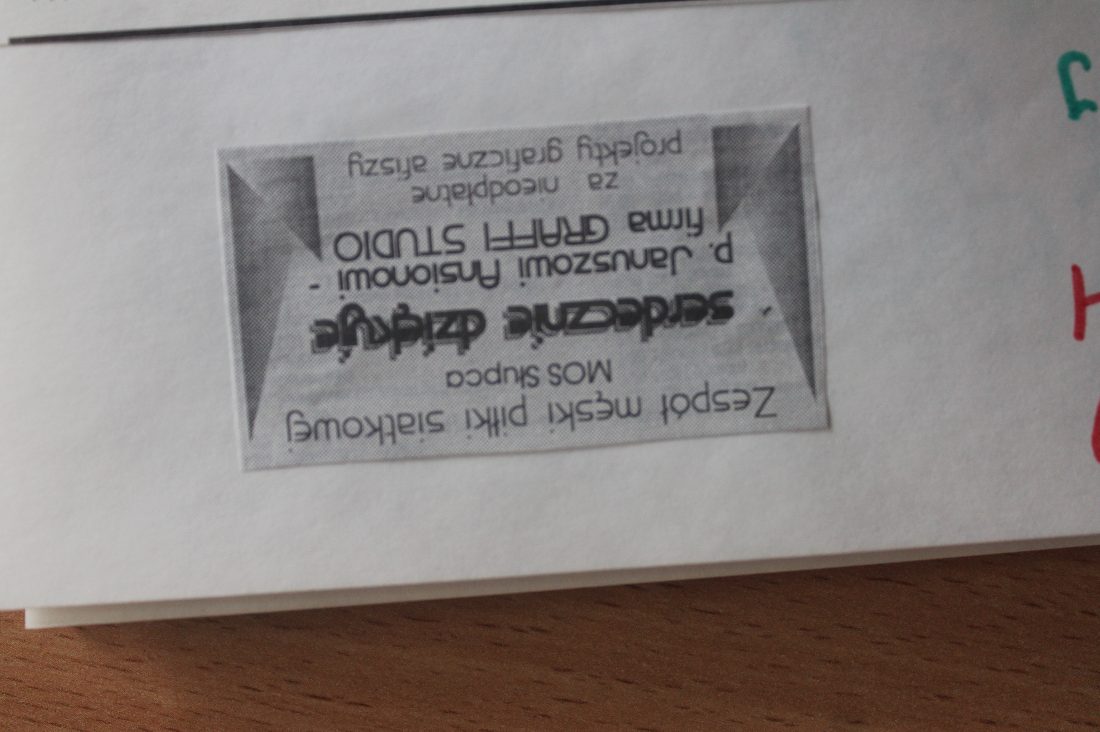 Zespół męski piłki siatkowej
MOS Słupca
serdecznie dziękuje
p. Januszowi Ansionowi -
firma GRAFFI STUDIO
za nieodpłatne
projekty graficzne afiszy